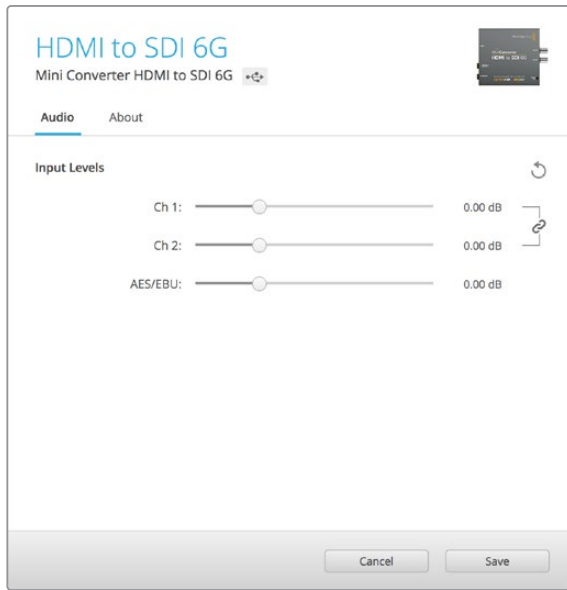 HDMI to SDI 6G
Mini Converter HDMI to SDI 6G
Audio About
Input Levels
Ch 1: 0.00 dB
Ch 2: 0.00 dB
AES/EBU: 0.00 dB
Cancel Save